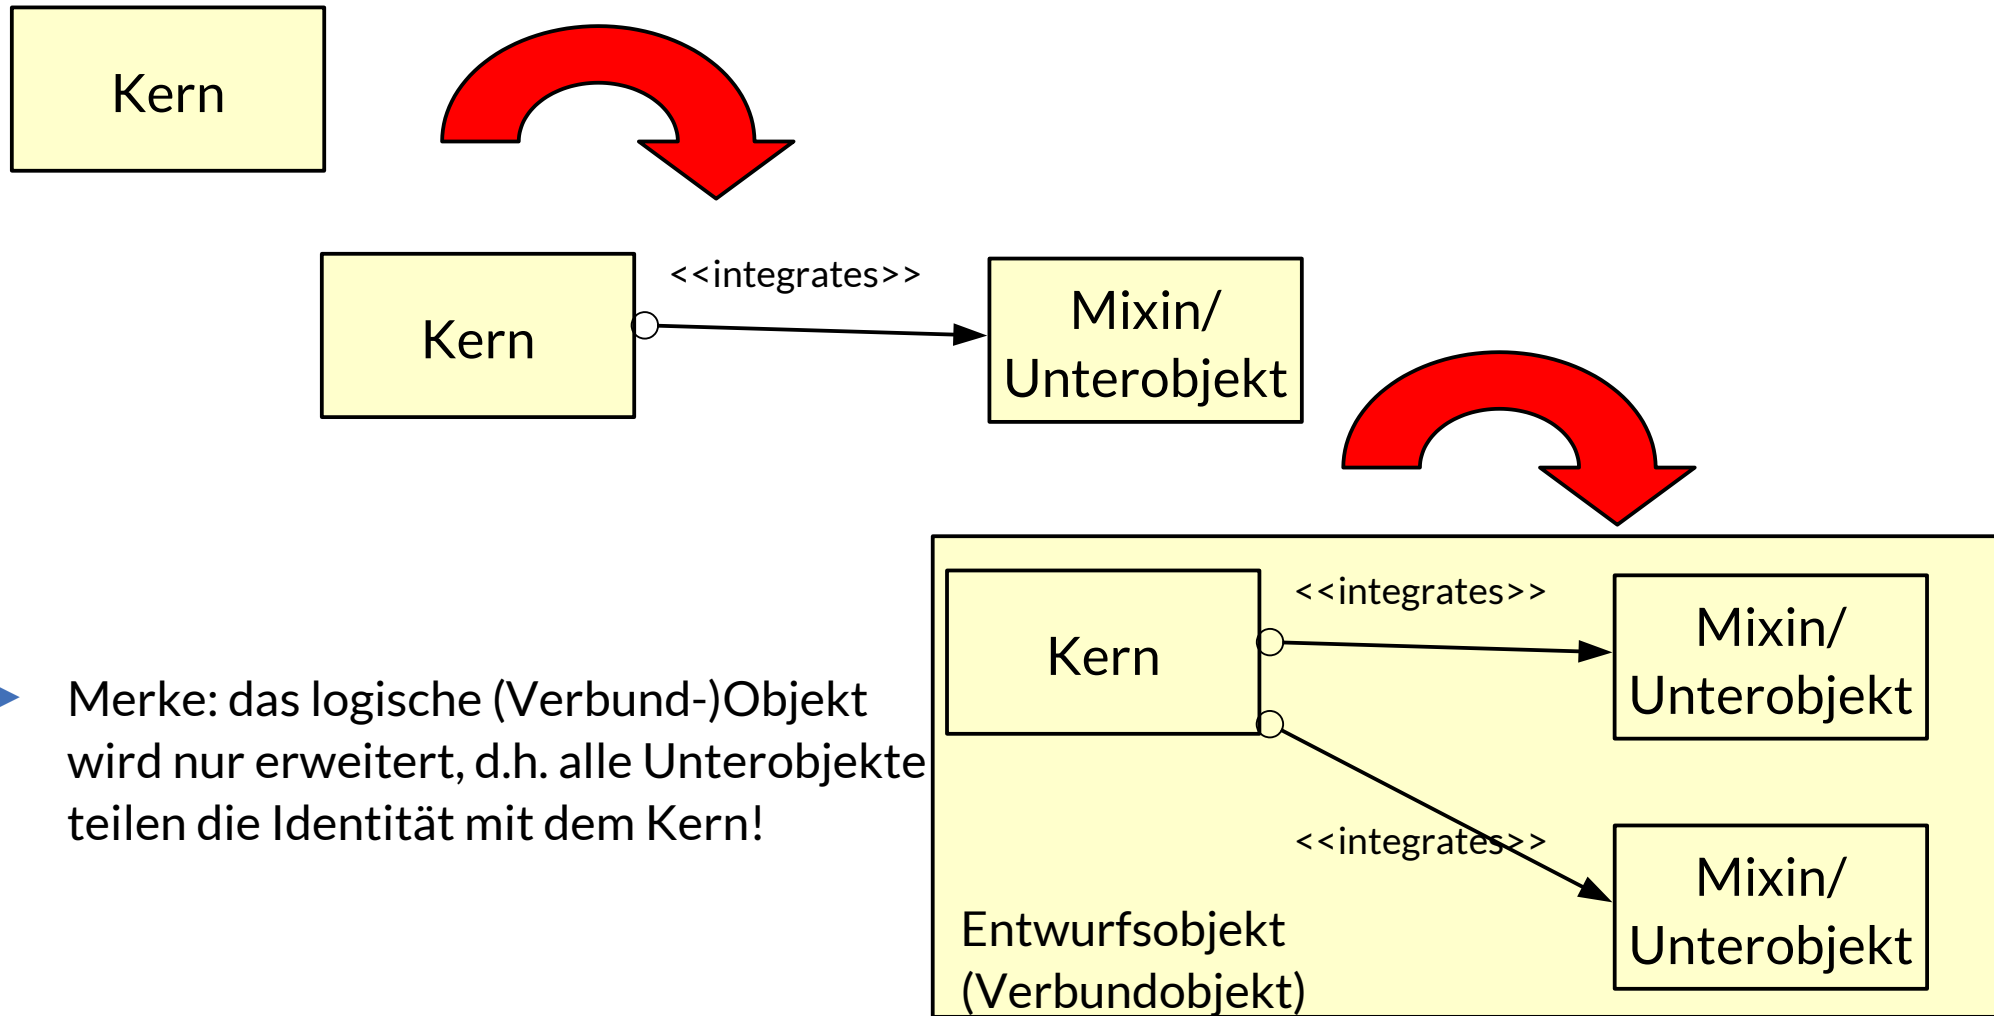 Kern
<<integrates>>
Kern
Mixin/
Unterobjekt
<<integrates>>
Kern
Mixin/
Unterobjekt
Merke: das logische (Verbund-)Objekt
wird nur erweitert, d.h. alle Unterobjekte
teilen die Identität mit dem Kern!
<<integrates>>
Mixin/
Unterobjekt
Entwurfsobjekt
(Verbundobjekt)